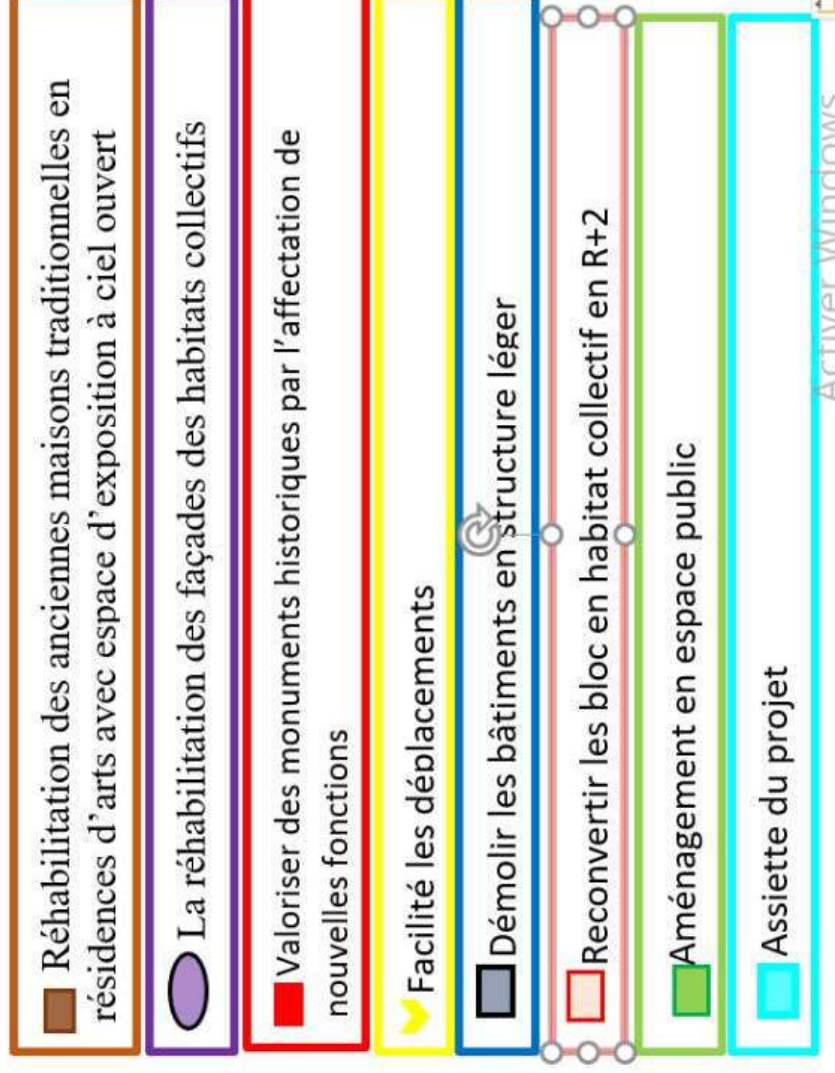 Réhabilitation des anciennes maisons traditionnelles en
résidences d’arts avec espace d’exposition à ciel ouvert
La réhabilitation des façades des habitats collectifs
Valoriser des monuments historiques par l’affectation de
nouvelles fonctions
Facilité les déplacements
Démolir les bâtiments en structure léger
Reconvertir les bloc en habitat collectif en R+2
Aménagement en espace public
Assiette du projet
Activer Windows